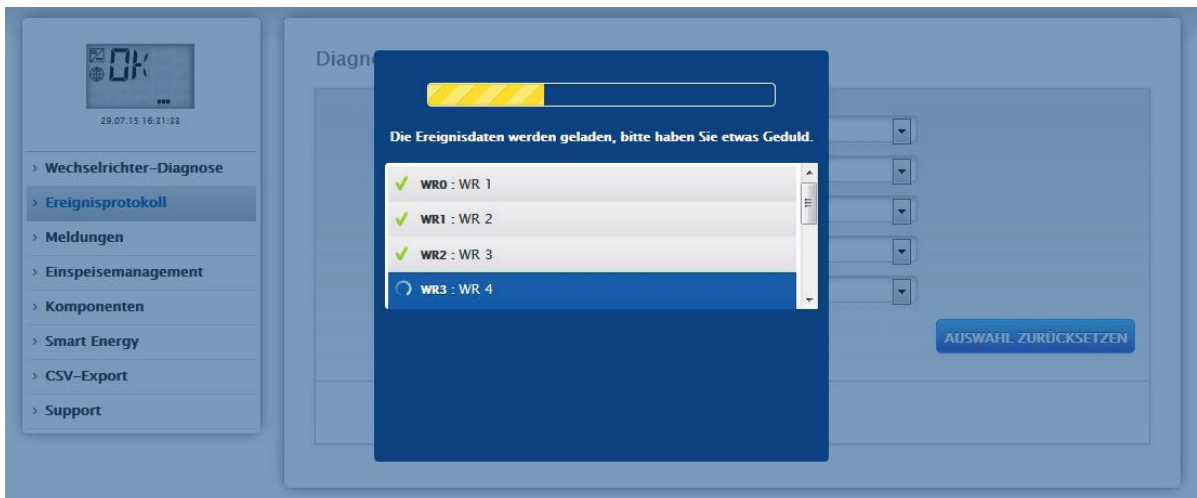 OK
29.07.15 16:31:33
Wechselrichter-Diagnose
Ereignisprotokoll
Meldungen
Einspeisemanagement
Komponenten
Smart Energy
CSV-Export
Support
Diagn
Die Ereignisdaten werden geladen, bitte haben Sie etwas Geduld.
WR0 : WR 1
WR1 : WR 2
WR2 : WR 3
WR3 : WR 4
AUSWAHL ZURÜCKSETZEN